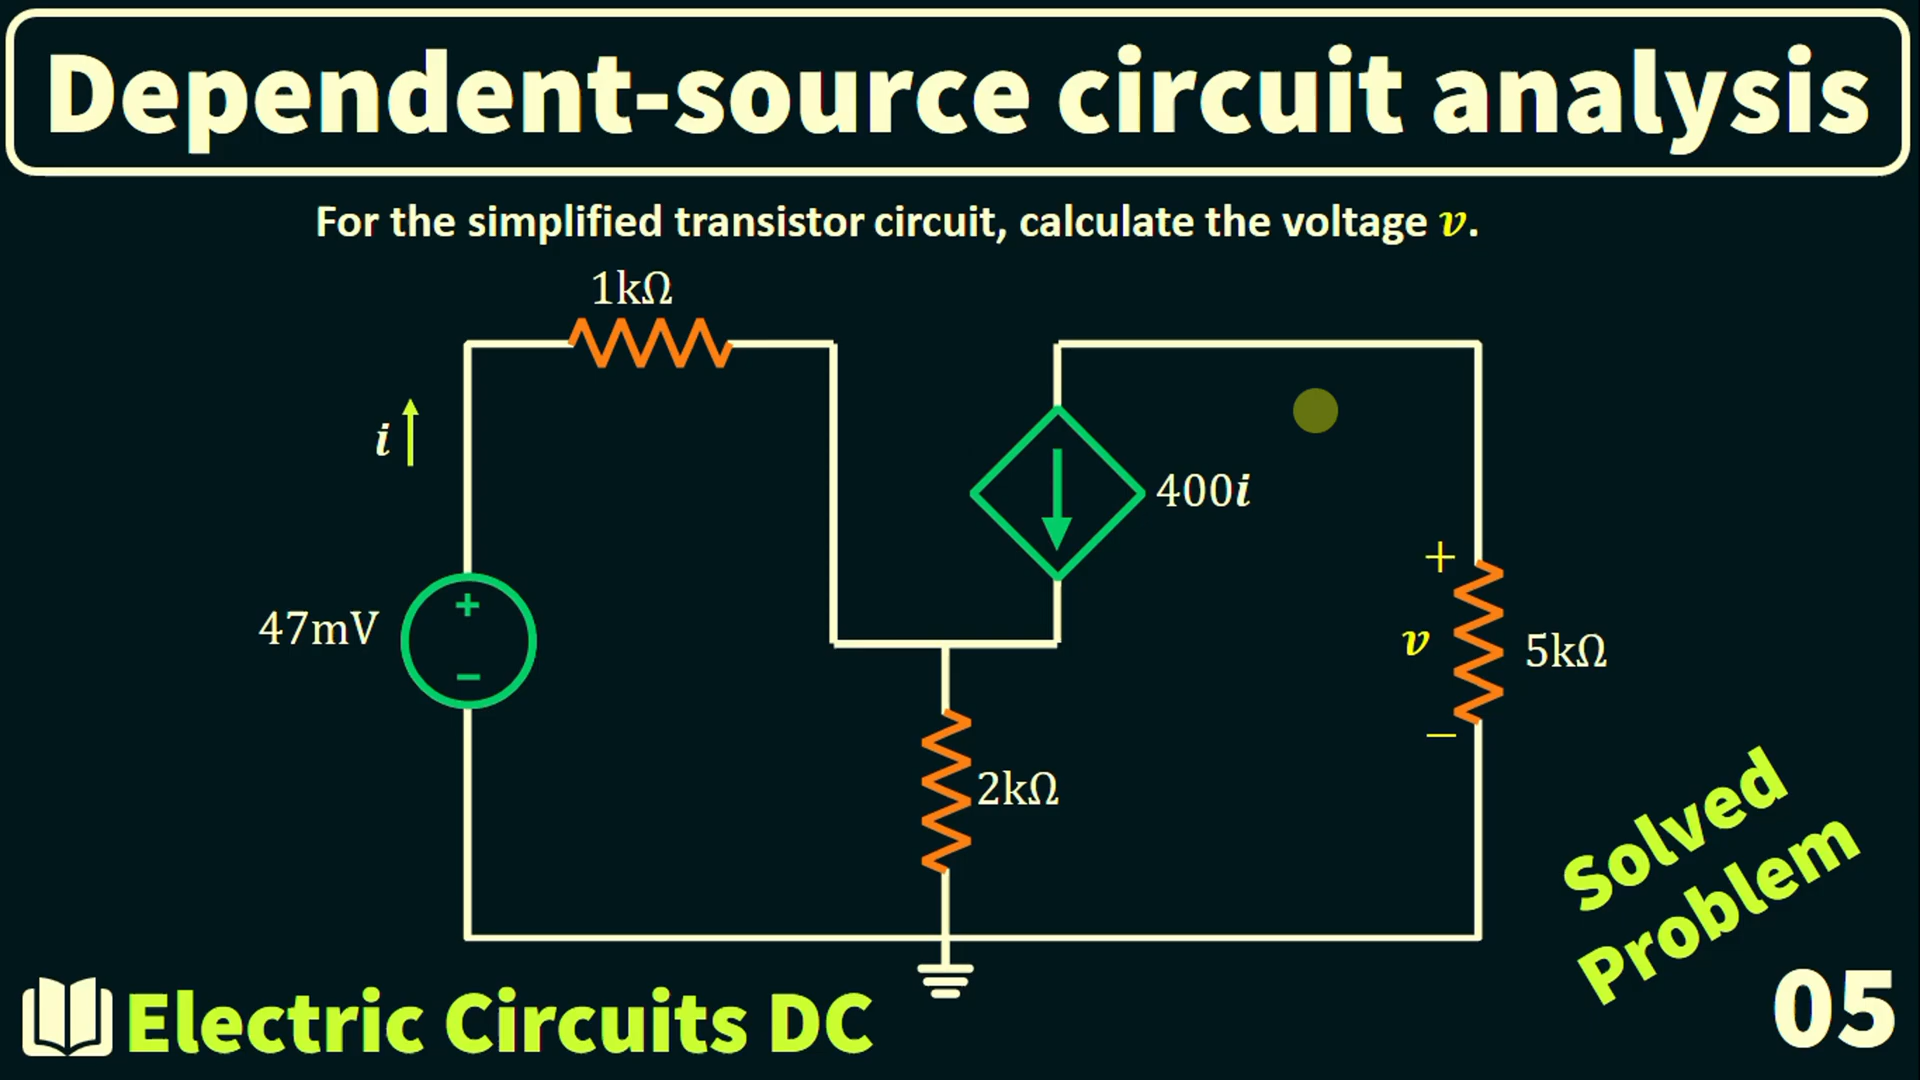 Dependent-source circuit analysis
For the simplified transistor circuit, calculate the voltage v.
1kΩ
i
400i
+
47mV
+
−
v
5kΩ
−
2kΩ
Solved
Problem
Electric Circuits DC
05